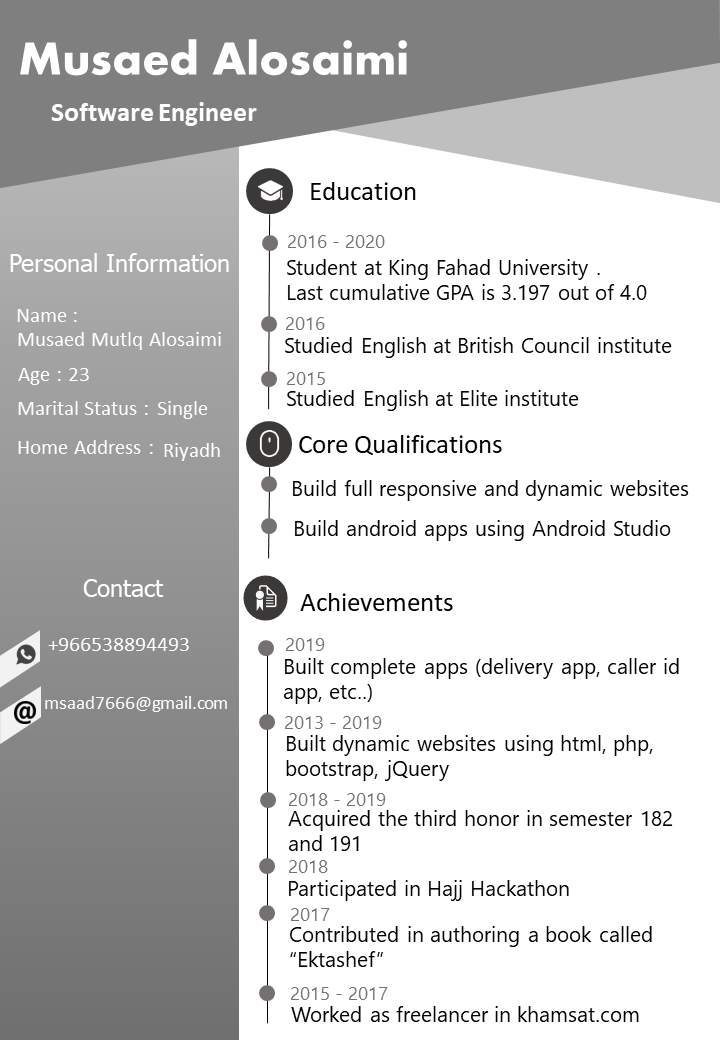 Musaed Alosaimi
Software Engineer
Personal Information
Name :
Musaed Mutlq Alosaimi
Age : 23
Marital Status : Single
Home Address : Riyadh
Contact
+966538894493
@ msaad7666@gmail.com
Education
2016 - 2020
Student at King Fahad University .
Last cumulative GPA is 3.197 out of 4.0
2016
Studied English at British Council institute
2015
Studied English at Elite institute
Core Qualifications
Build full responsive and dynamic websites
Build android apps using Android Studio
Achievements
2019
Built complete apps (delivery app, caller id
app, etc..)
2013 - 2019
Built dynamic websites using html, php,
bootstrap, jQuery
2018 - 2019
Acquired the third honor in semester 182
and 191
2018
Participated in Hajj Hackathon
2017
Contributed in authoring a book called
“Ektashef”
2015 - 2017
Worked as freelancer in khamsat.com